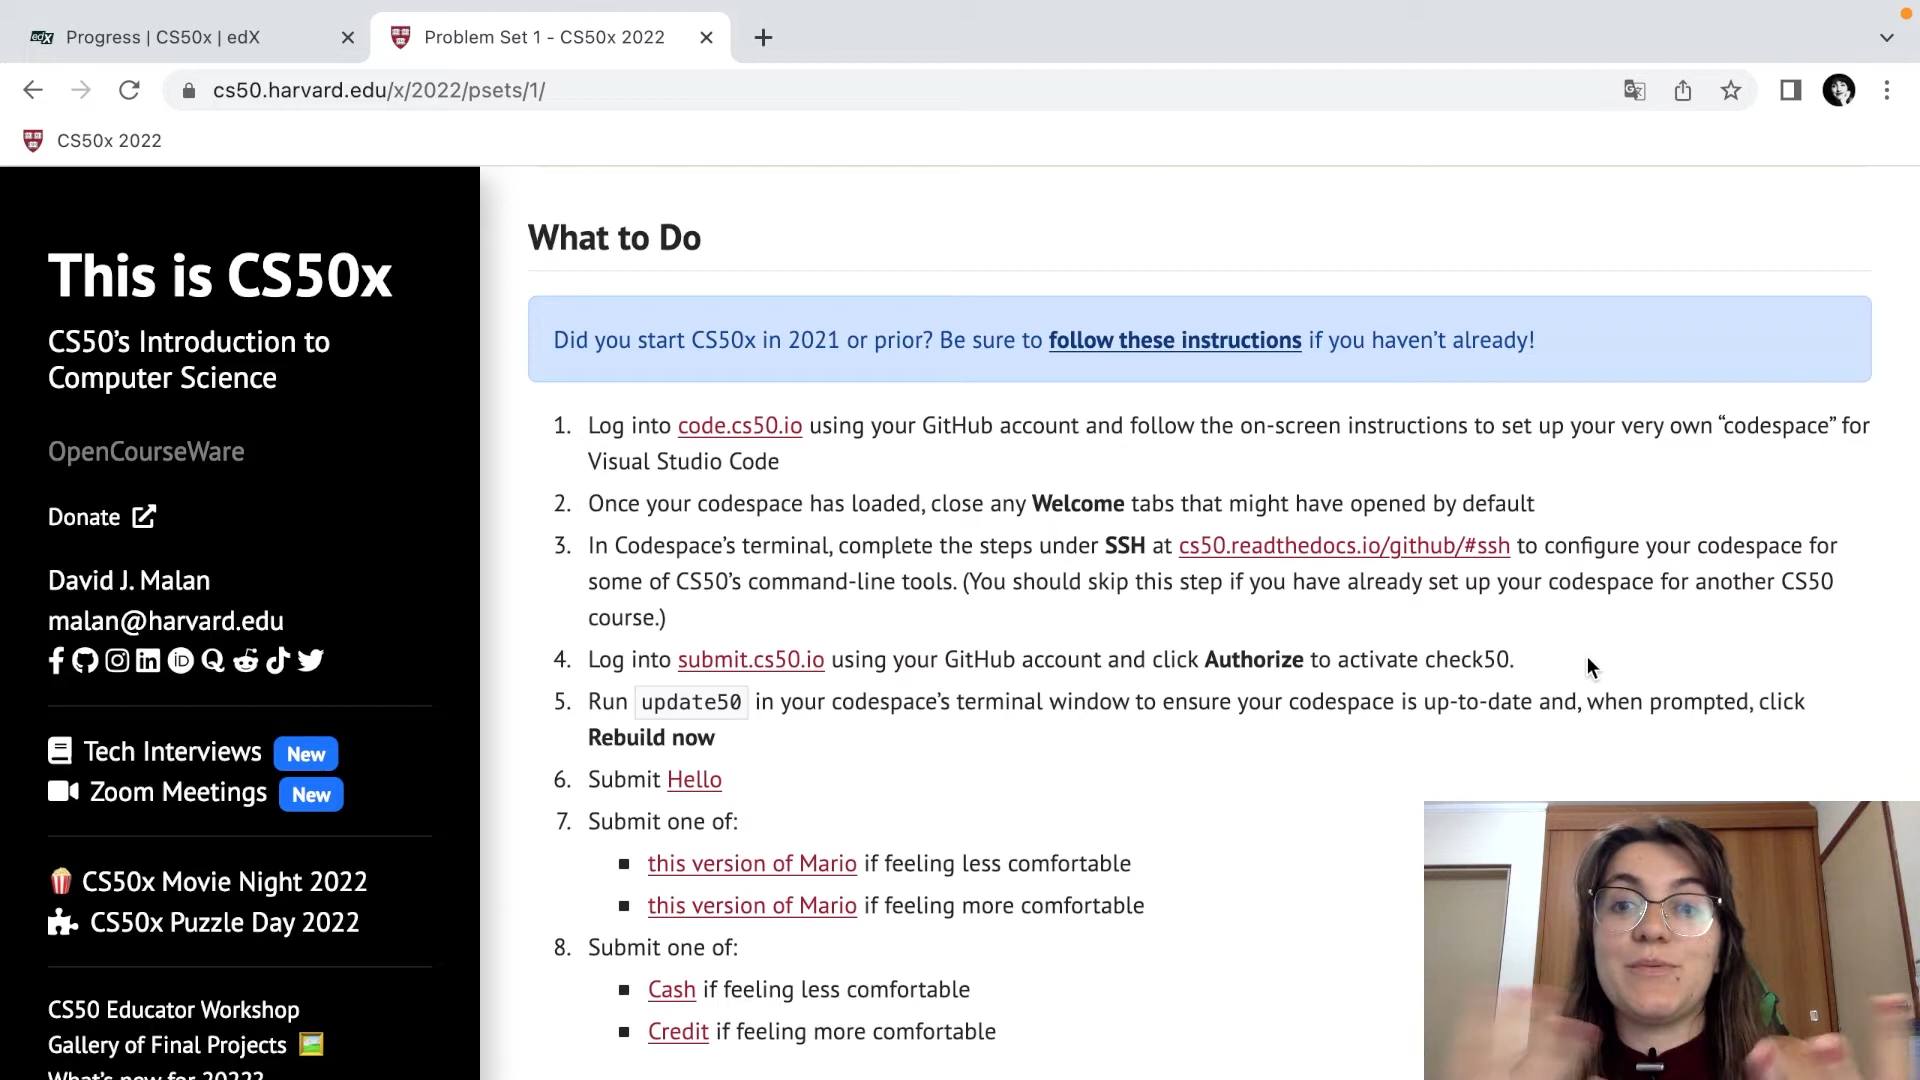 edX
Progress | CS50x | edX
Problem Set 1 - CS50x 2022
cs50.harvard.edu/x/2022/psets/1/
CS50x 2022
This is CS50x
CS50’s Introduction to
Computer Science
OpenCourseWare
Donate
David J. Malan
malan@harvard.edu
Tech Interviews New
Zoom Meetings New
CS50x Movie Night 2022
CS50x Puzzle Day 2022
CS50 Educator Workshop
Gallery of Final Projects
What’s new for 2022?
What to Do
Did you start CS50x in 2021 or prior? Be sure to follow these instructions if you haven’t already!
1. Log into code.cs50.io using your GitHub account and follow the on-screen instructions to set up your very own “codespace” for
Visual Studio Code
2. Once your codespace has loaded, close any Welcome tabs that might have opened by default
3. In Codespace’s terminal, complete the steps under SSH at cs50.readthedocs.io/github/#ssh to configure your codespace for
some of CS50’s command-line tools. (You should skip this step if you have already set up your codespace for another CS50
course.)
4. Log into submit.cs50.io using your GitHub account and click Authorize to activate check50.
5. Run update50 in your codespace’s terminal window to ensure your codespace is up-to-date and, when prompted, click
Rebuild now
6. Submit Hello
7. Submit one of:
this version of Mario if feeling less comfortable
this version of Mario if feeling more comfortable
8. Submit one of:
Cash if feeling less comfortable
Credit if feeling more comfortable